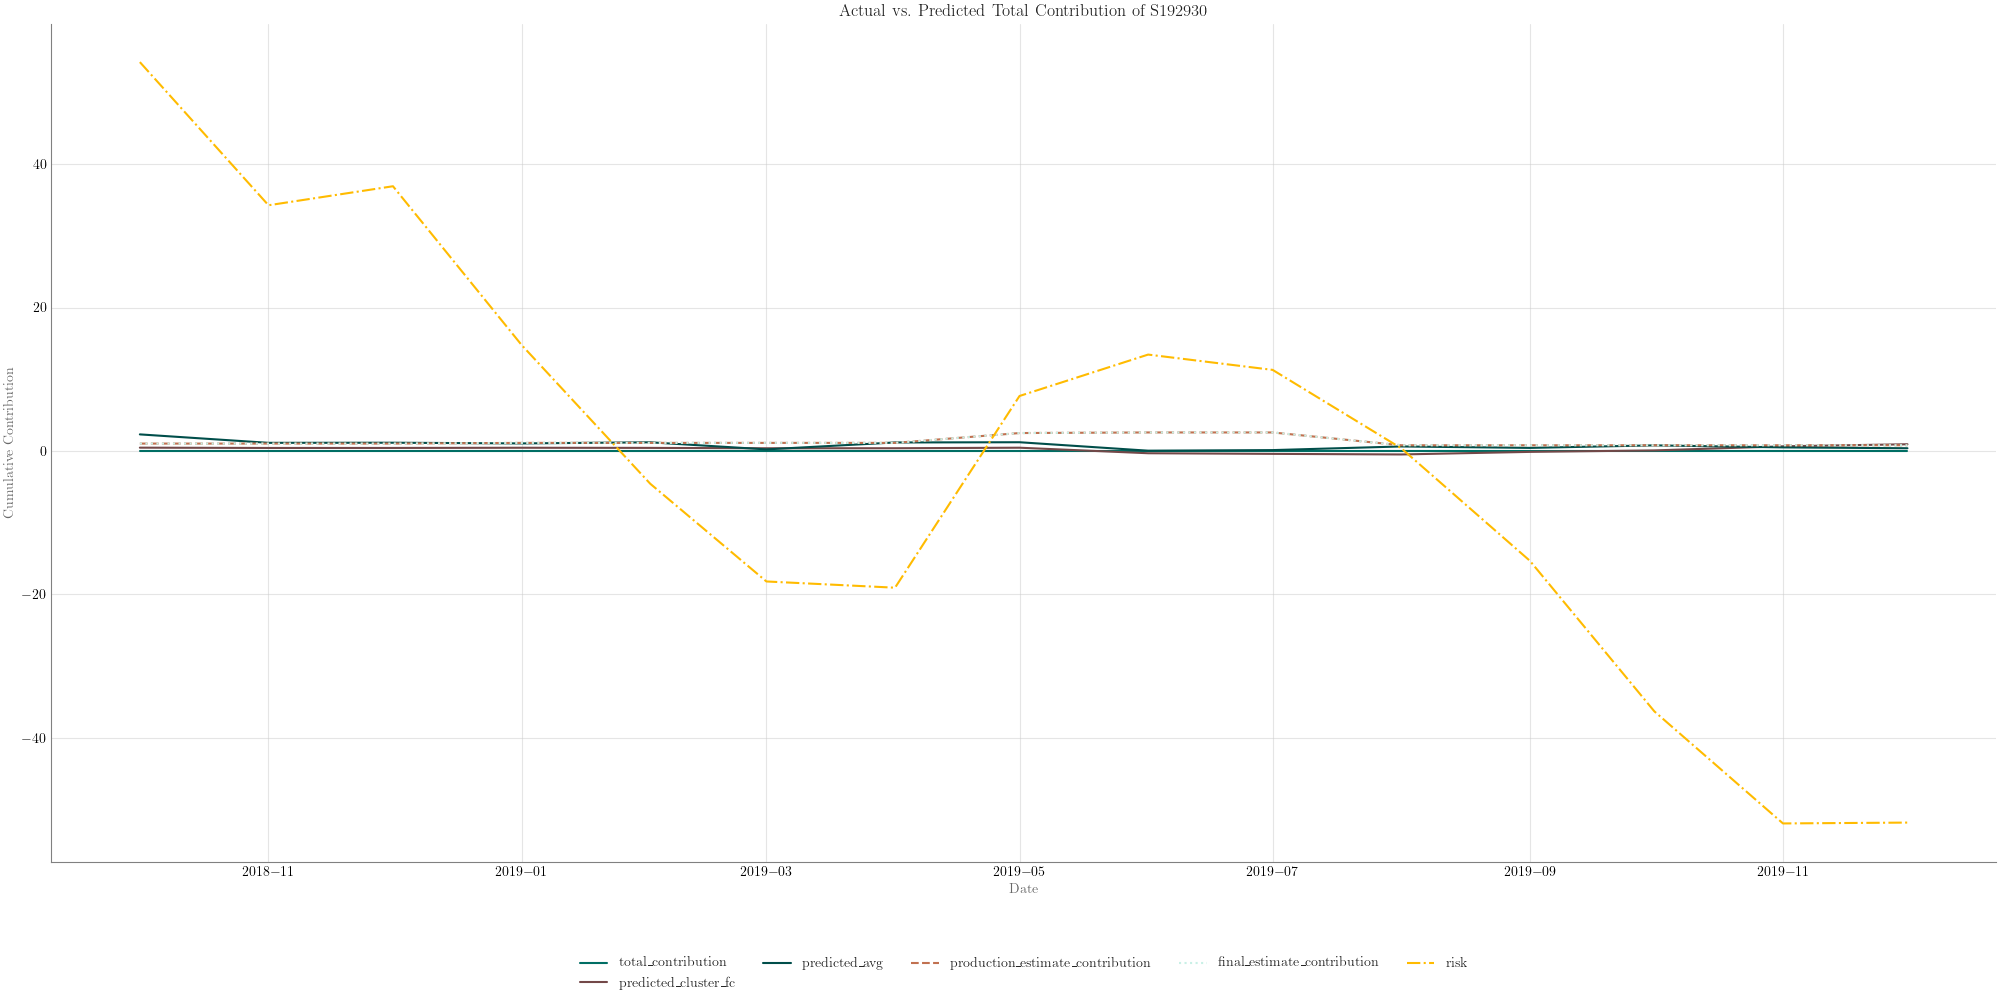 Actual vs. Predicted Total Contribution of S192930
Cumulative Contribution
40
20
0
−20
−40
2018−11 2019−01 2019−03 2019−05 2019−07 2019−09 2019−11
Date
total_contribution predicted_avg production_estimate_contribution final_estimate_contribution risk
predicted_cluster_fc